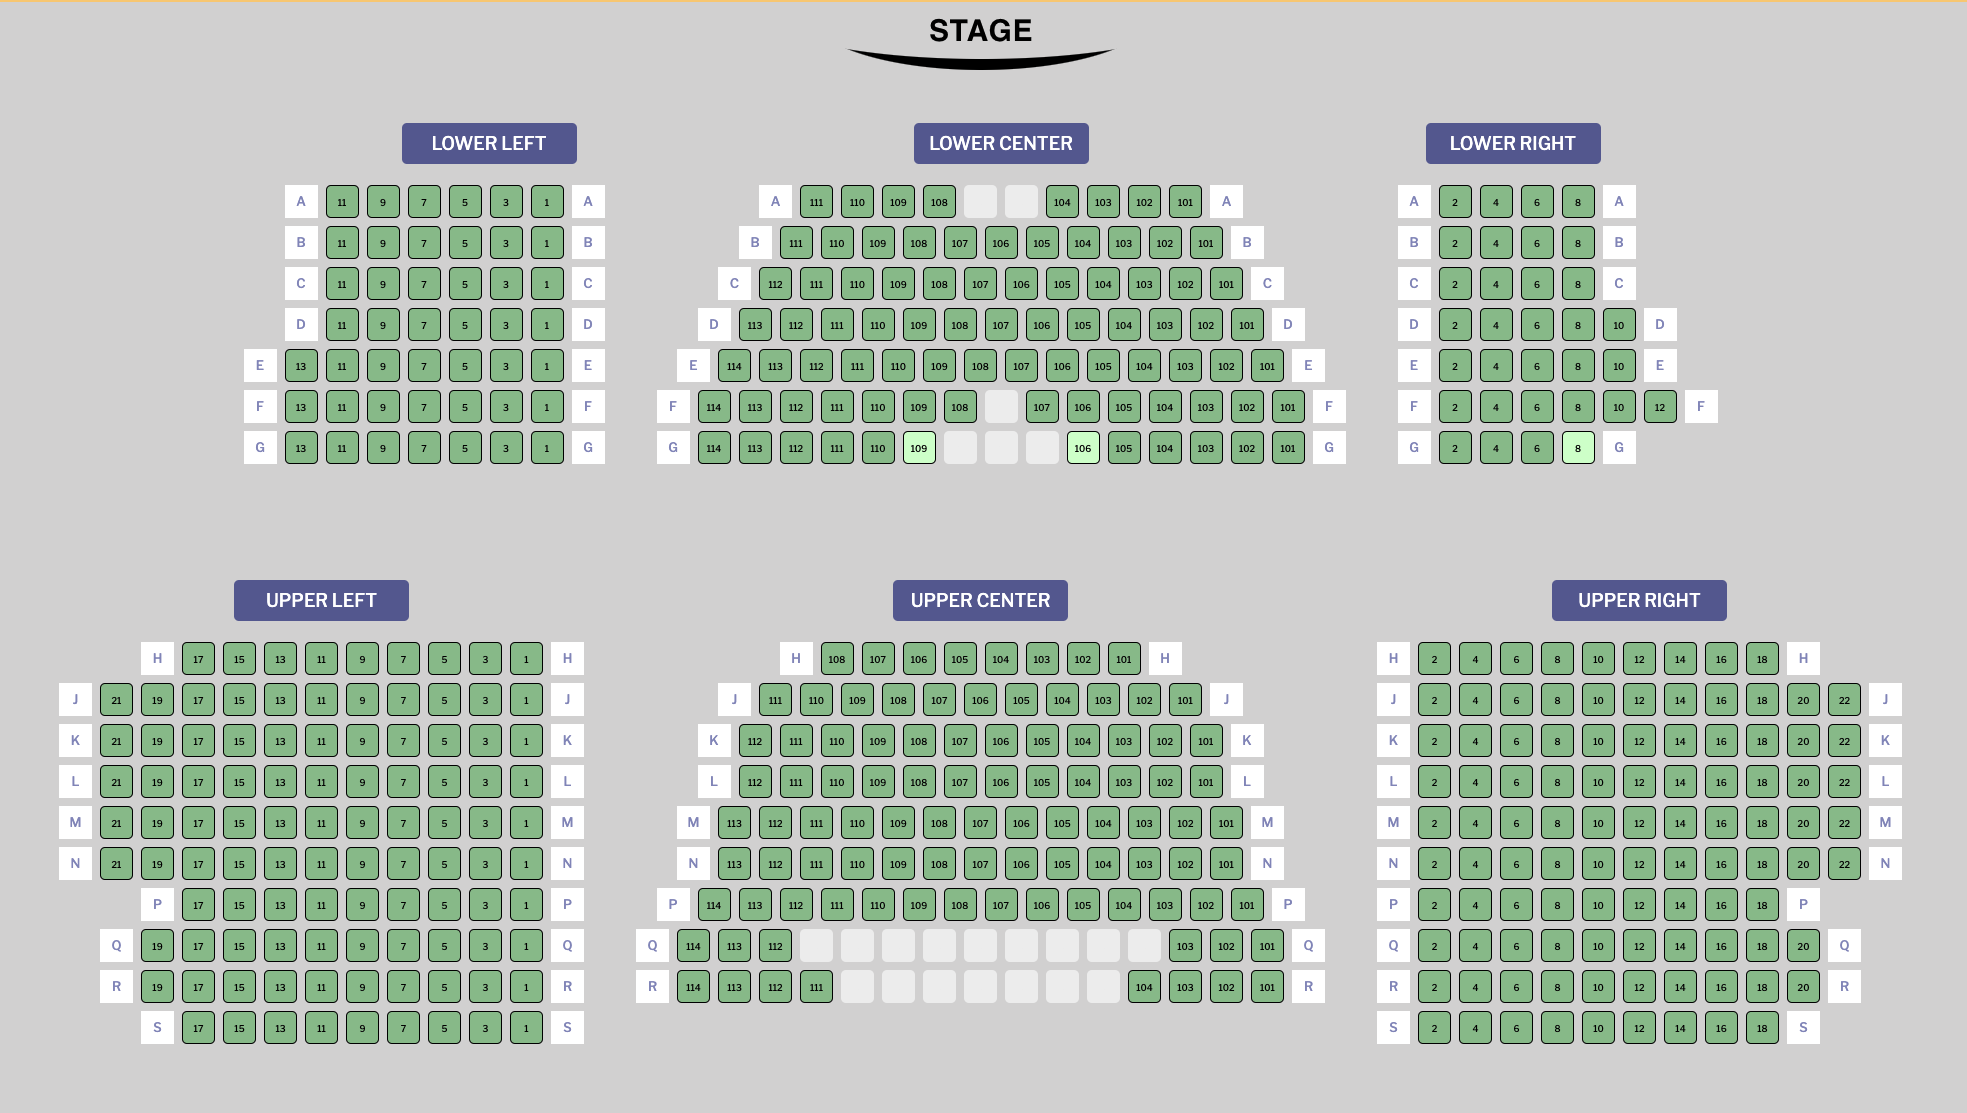 STAGE
LOWER LEFT LOWER CENTER LOWER RIGHT
A 11 9 7 5 3 1 A A 111 110 109 108 104 103 102 101 A A 2 4 6 8 A
B 11 9 7 5 3 1 B B 111 110 109 108 107 106 105 104 103 102 101 B B 2 4 6 8 B
C 11 9 7 5 3 1 C C 112 111 110 109 108 107 106 105 104 103 102 101 C C 2 4 6 8 C
D 11 9 7 5 3 1 D D 113 112 111 110 109 108 107 106 105 104 103 102 101 D D 2 4 6 8 10 D
E 13 11 9 7 5 3 1 E E 114 113 112 111 110 109 108 107 106 105 104 103 102 101 E E 2 4 6 8 10 E
F 13 11 9 7 5 3 1 F F 114 113 112 111 110 109 108 107 106 105 104 103 102 101 F F 2 4 6 8 10 12 F
G 13 11 9 7 5 3 1 G G 114 113 112 111 110 109 106 105 104 103 102 101 G G 2 4 6 8 G
UPPER LEFT UPPER CENTER UPPER RIGHT
H 17 15 13 11 9 7 5 3 1 H H 108 107 106 105 104 103 102 101 H H 2 4 6 8 10 12 14 16 18 H
J 21 19 17 15 13 11 9 7 5 3 1 J J 111 110 109 108 107 106 105 104 103 102 101 J J 2 4 6 8 10 12 14 16 18 20 22 J
K 21 19 17 15 13 11 9 7 5 3 1 K K 112 111 110 109 108 107 106 105 104 103 102 101 K K 2 4 6 8 10 12 14 16 18 20 22 K
L 21 19 17 15 13 11 9 7 5 3 1 L L 112 111 110 109 108 107 106 105 104 103 102 101 L L 2 4 6 8 10 12 14 16 18 20 22 L
M 21 19 17 15 13 11 9 7 5 3 1 M M 113 112 111 110 109 108 107 106 105 104 103 102 101 M M 2 4 6 8 10 12 14 16 18 20 22 M
N 21 19 17 15 13 11 9 7 5 3 1 N N 113 112 111 110 109 108 107 106 105 104 103 102 101 N N 2 4 6 8 10 12 14 16 18 20 22 N
P 17 15 13 11 9 7 5 3 1 P P 114 113 112 111 110 109 108 107 106 105 104 103 102 101 P P 2 4 6 8 10 12 14 16 18 P
Q 19 17 15 13 11 9 7 5 3 1 Q Q 114 113 112 103 102 101 Q Q 2 4 6 8 10 12 14 16 18 20 Q
R 19 17 15 13 11 9 7 5 3 1 R R 114 113 112 111 104 103 102 101 R R 2 4 6 8 10 12 14 16 18 20 R
S 17 15 13 11 9 7 5 3 1 S S 2 4 6 8 10 12 14 16 18 S